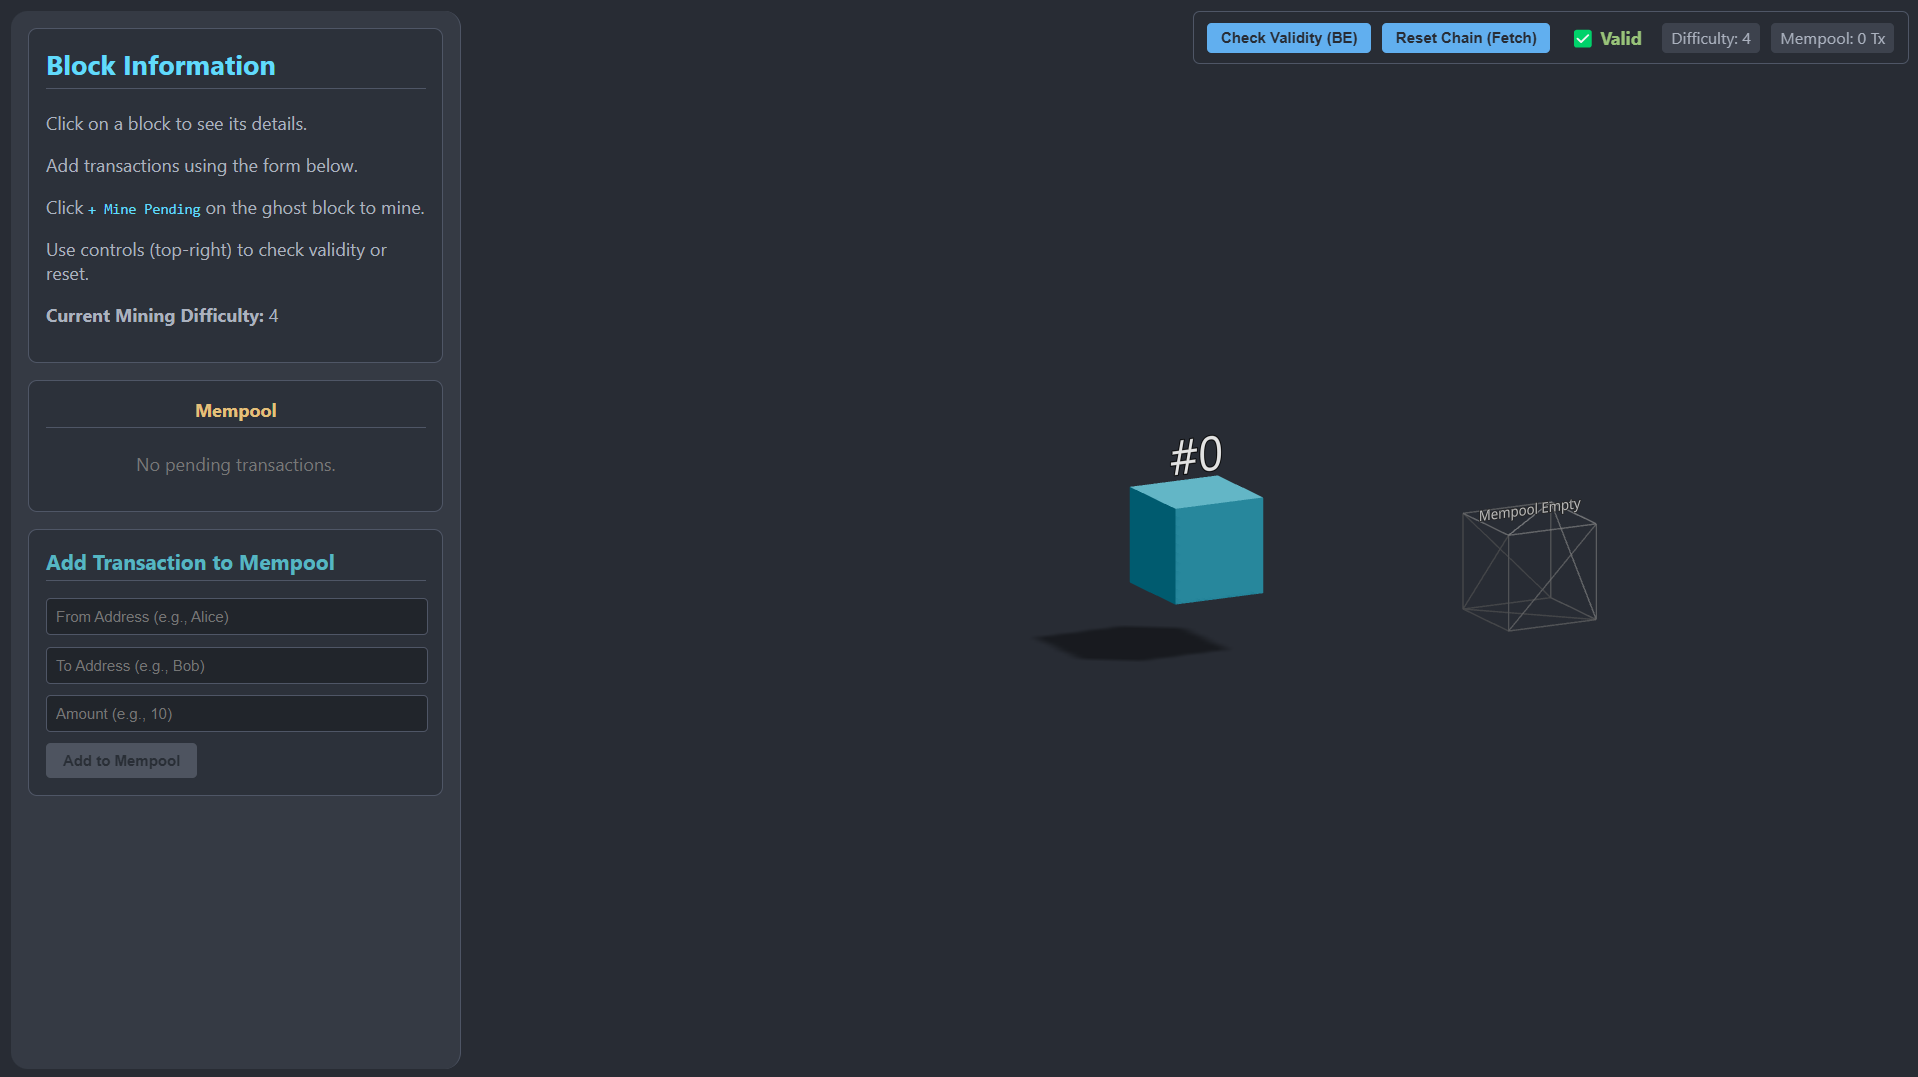 Block Information
Click on a block to see its details.
Add transactions using the form below.
Click + Mine Pending on the ghost block to mine.
Use controls (top-right) to check validity or
reset.
Current Mining Difficulty: 4
Mempool
No pending transactions.
Add Transaction to Mempool
From Address (e.g., Alice)
To Address (e.g., Bob)
Amount (e.g., 10)
Add to Mempool
Check Validity (BE)
Reset Chain (Fetch)
Valid
Difficulty: 4
Mempool: 0 Tx
#0
Mempool Empty